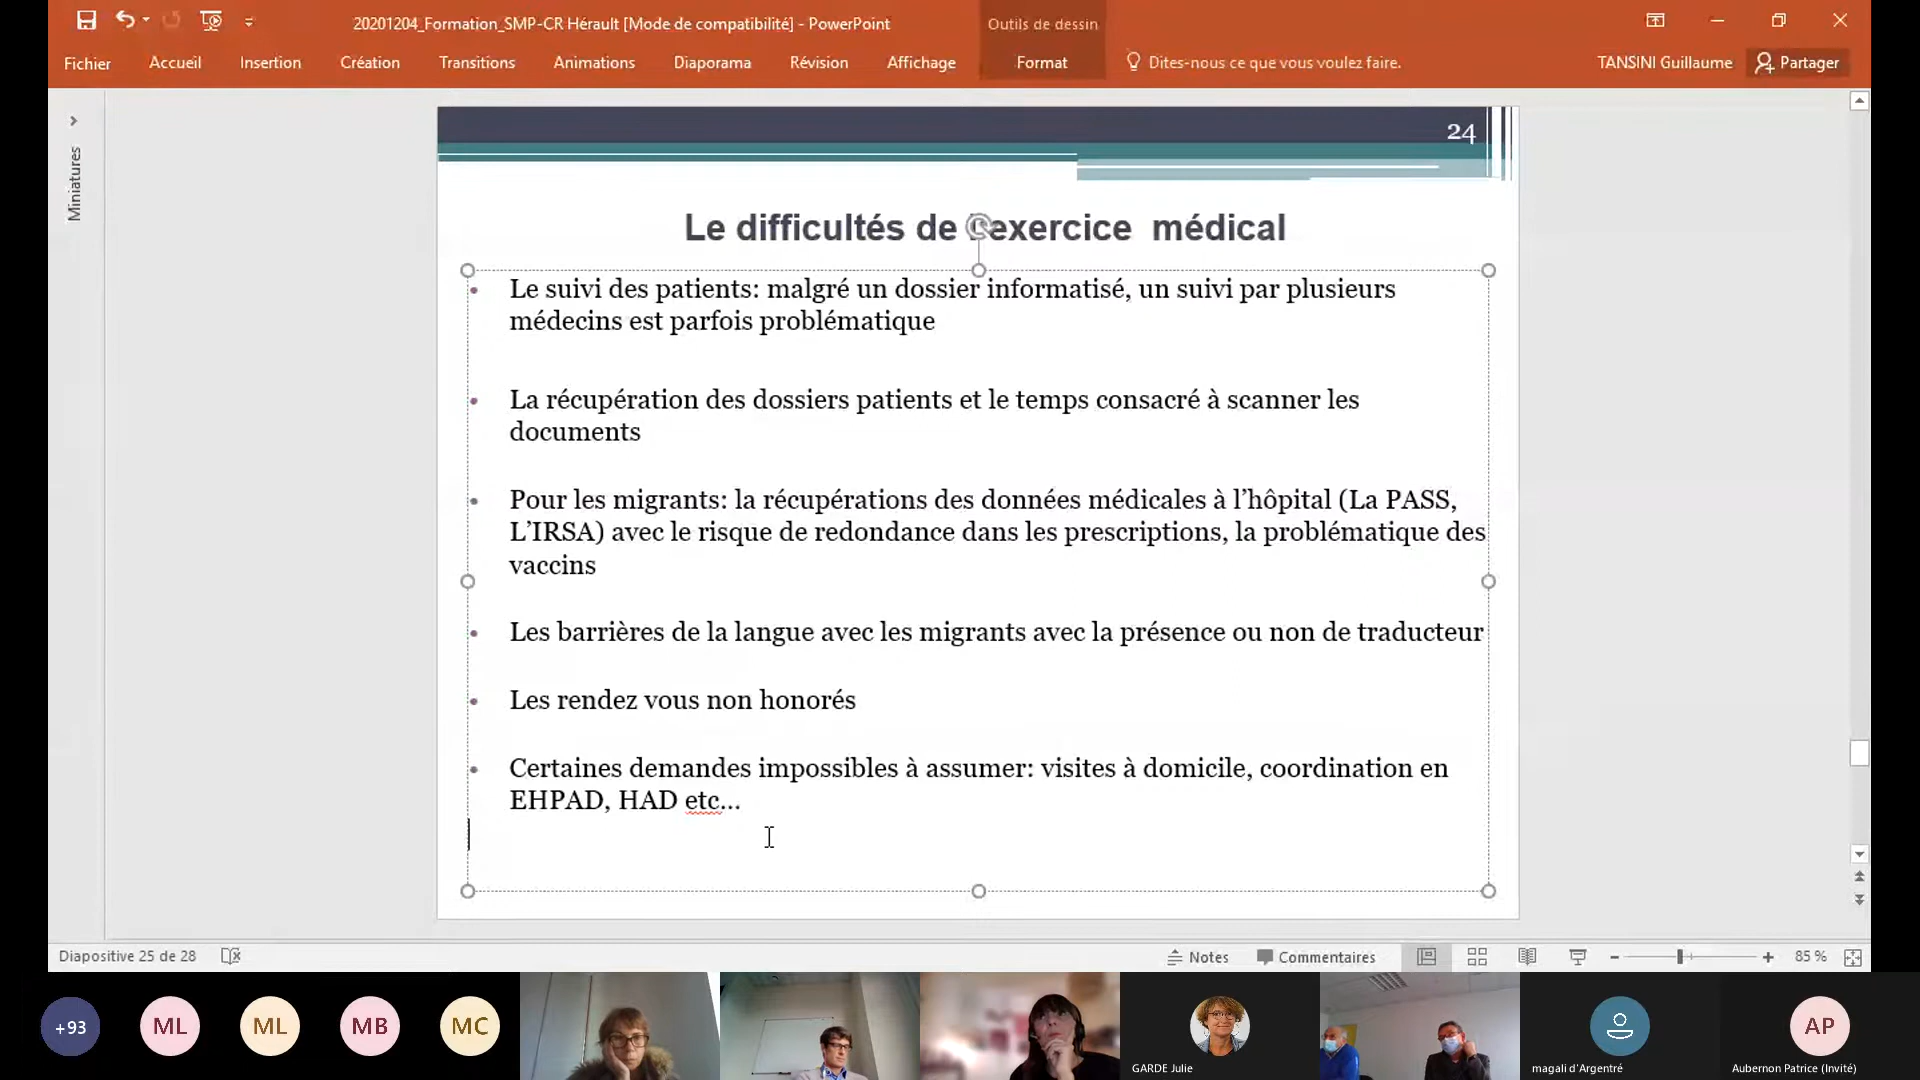 20201204_Formation_SMP-CR Hérault [Mode de compatibilité] - PowerPoint
Outils de dessin
Fichier
Accueil
Insertion
Création
Transitions
Animations
Diaporama
Révision
Affichage
Format
Dites-nous ce que vous voulez faire.
TANSINI Guillaume
Partager
Miniatures
24
Le difficultés de l'exercice médical
• Le suivi des patients: malgré un dossier informatisé, un suivi par plusieurs
médecins est parfois problématique
• La récupération des dossiers patients et le temps consacré à scanner les
documents
• Pour les migrants: la récupérations des données médicales à l’hôpital (La PASS,
L’IRSA) avec le risque de redondance dans les prescriptions, la problématique des
vaccins
• Les barrières de la langue avec les migrants avec la présence ou non de traducteur
• Les rendez vous non honorés
• Certaines demandes impossibles à assumer: visites à domicile, coordination en
EHPAD, HAD etc…
Diapositive 25 de 28
Notes
Commentaires
85 %
+93
ML
ML
MB
MC
GARDE Julie
magali d'Argentré
AP
Aubernon Patrice (Invité)